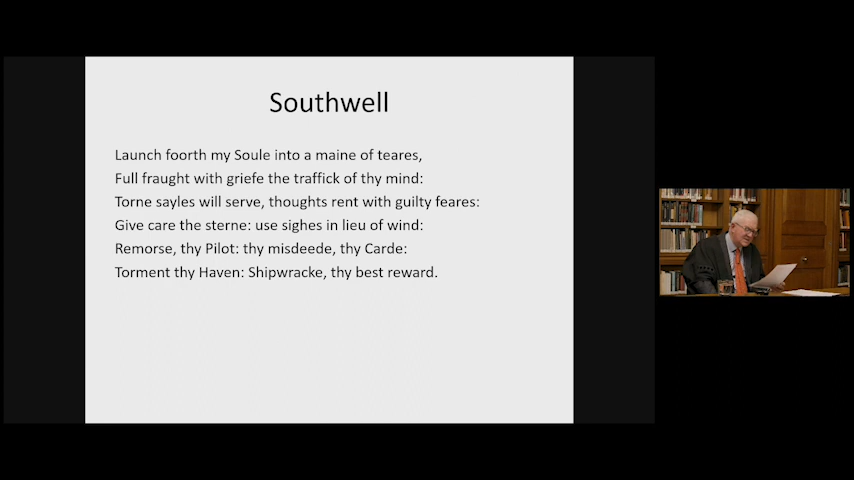 Southwell
Launch foorth my Soule into a maine of teares,
Full fraught with griefe the traffick of thy mind:
Torne sayles will serve, thoughts rent with guilty feares:
Give care the sterne: use sighes in lieu of wind:
Remorse, thy Pilot: thy misdeede, thy Carde:
Torment thy Haven: Shipwracke, thy best reward.